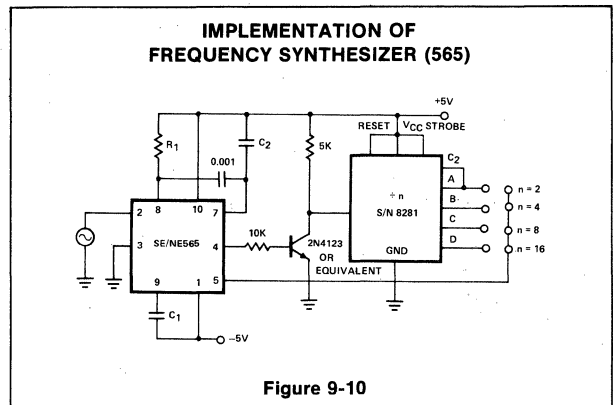 IMPLEMENTATION OF
FREQUENCY SYNTHESIZER (565)
+5V
RESET
VCC STROBE
R1
C2
0.001
5K
C2
A
n = 2
B
n = 4
÷n
S/N 8281
C
n = 8
D
n = 16
GND
8
10
2
7
SE/NE565
3
4
10K
2N4123
OR
EQUIVALENT
5
9
1
C1
−5V
Figure 9-10